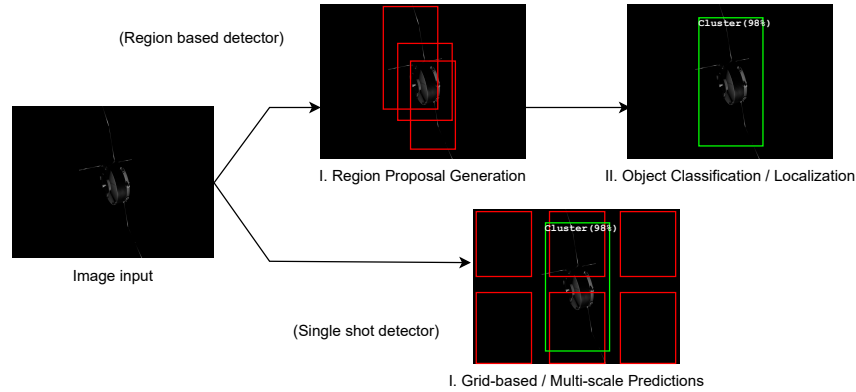 (Region based detector)
Cluster(98%)
I. Region Proposal Generation
II. Object Classification / Localization
Image input
Cluster(98%)
(Single shot detector)
I. Grid-based / Multi-scale Predictions